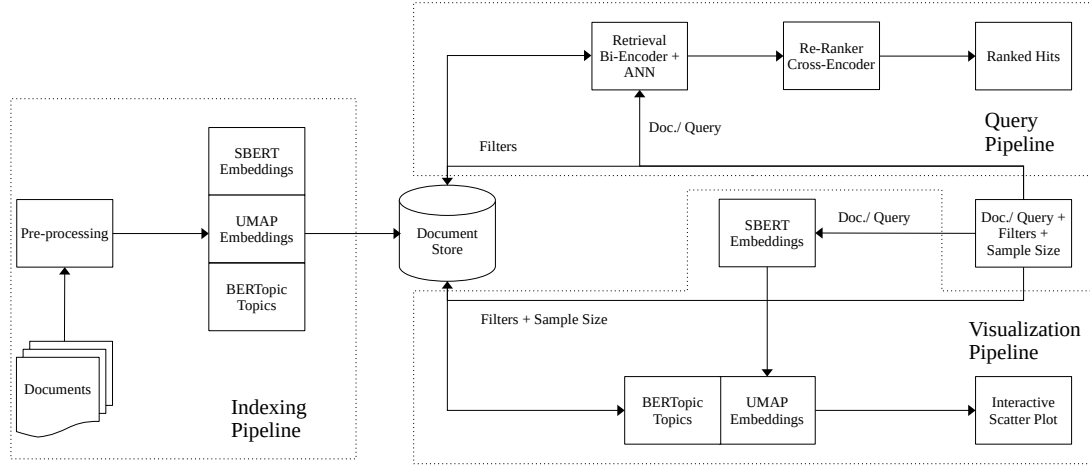 Retrieval
Bi-Encoder +
ANN
Re-Ranker
Cross-Encoder
Ranked Hits
Doc./ Query
Filters
Query
Pipeline
SBERT
Embeddings
UMAP
Embeddings
BERTopic
Topics
Pre-processing
Documents
Indexing
Pipeline
Document
Store
SBERT
Embeddings
Doc./ Query
Doc./ Query +
Filters +
Sample Size
Filters + Sample Size
Visualization
Pipeline
BERTopic
Topics
UMAP
Embeddings
Interactive
Scatter Plot